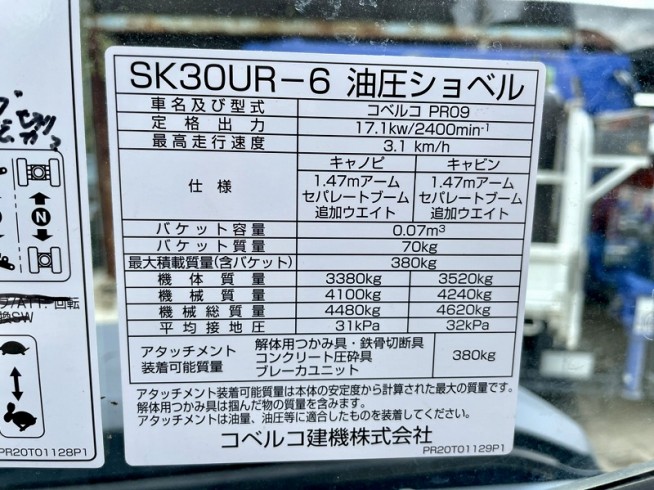 SK30UR-6 油圧ショベル
車名及び型式 コベルコ PR09
定格出力 17.1kw/2400min-1
最高走行速度 3.1 km/h
仕様 キャノピ キャビン
1.47mアーム 1.47mアーム
セパレートブーム セパレートブーム
追加ウエイト 追加ウエイト
バケット容量 0.07m³
バケット質量 70kg
最大積載質量(含バケット) 380kg
機体質量 3380kg 3520kg
機械質量 4100kg 4240kg
機械総質量 4480kg 4620kg
平均接地圧 31kPa 32kPa
アタッチメント装着可能質量 解体用つかみ具・鉄骨切断具 380kg
コンクリート圧砕具
ブレーカユニット
アタッチメント装着可能質量は本体の安定度から計算された最大の質量です。
解体用つかみ具は掴んだ物の質量を含みます。
アタッチメントは油量、油圧等に適合したものを装着してください。
コベルコ建機株式会社
PR20T01129P1
N
/ATT. 回転
換SW
PR20T01128P1